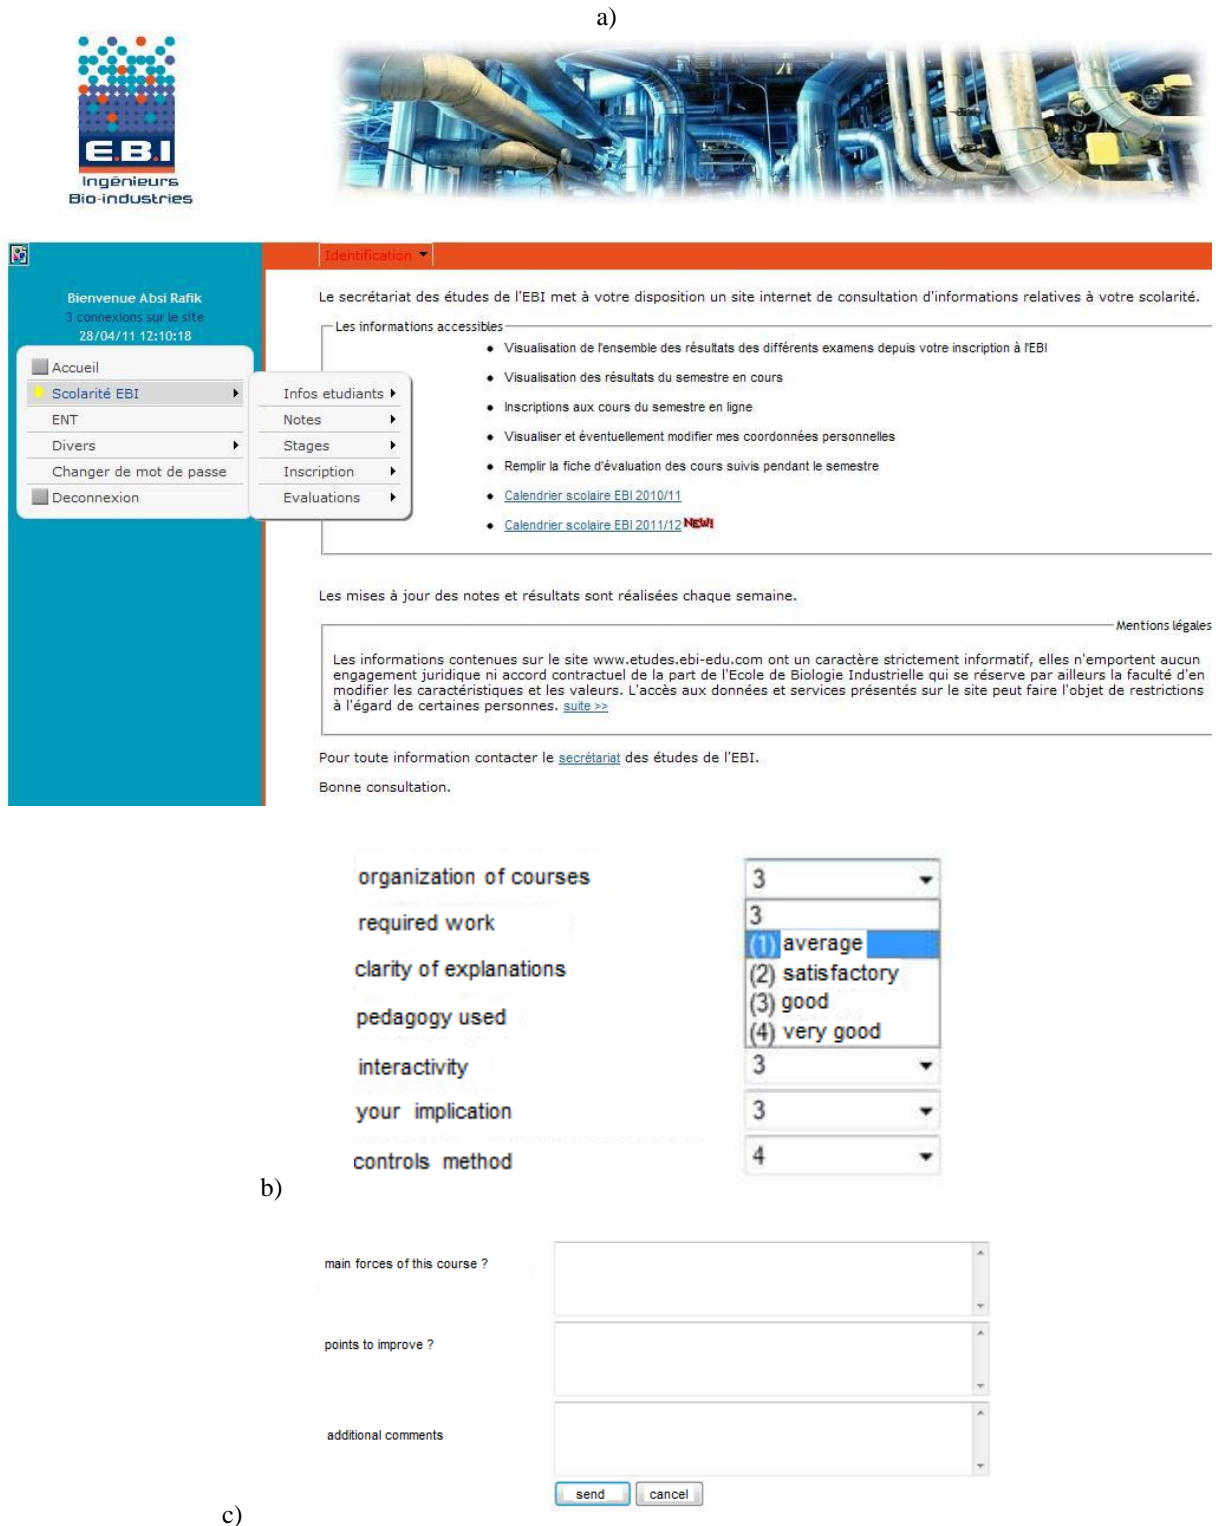 a)
E.B.I
Ingénieurs
Bio-industries
Identification
Bienvenue Absi Rafik
3 connexions sur le site
28/04/11 12:10:18
Accueil
Scolarité EBI
ENT
Divers
Changer de mot de passe
Deconnexion
Infos etudiants
Notes
Stages
Inscription
Evaluations
Le secrétariat des études de l'EBI met à votre disposition un site internet de consultation d'informations relatives à votre scolarité.
Les informations accessibles
Visualisation de l'ensemble des résultats des différents examens depuis votre inscription à l'EBI
Visualisation des résultats du semestre en cours
Inscriptions aux cours du semestre en ligne
Visualiser et éventuellement modifier mes coordonnées personnelles
Remplir la fiche d'évaluation des cours suivis pendant le semestre
Calendrier scolaire EBI 2010/11
Calendrier scolaire EBI 2011/12 NEW!
Les mises à jour des notes et résultats sont réalisées chaque semaine.
Mentions légales
Les informations contenues sur le site www.etudes.ebi-edu.com ont un caractère strictement informatif, elles n'emportent aucun
engagement juridique ni accord contractuel de la part de l'Ecole de Biologie Industrielle qui se réserve par ailleurs la faculté d'en
modifier les caractéristiques et les valeurs. L'accès aux données et services présentés sur le site peut faire l'objet de restrictions
à l'égard de certaines personnes. suite >>
Pour toute information contacter le secrétariat des études de l'EBI.
Bonne consultation.
organization of courses 3
required work 3
(1) average
clarity of explanations (2) satisfactory
pedagogy used (3) good
(4) very good
interactivity 3
your implication 3
controls method 4
b)
main forces of this course ?
points to improve ?
additional comments
send cancel
c)